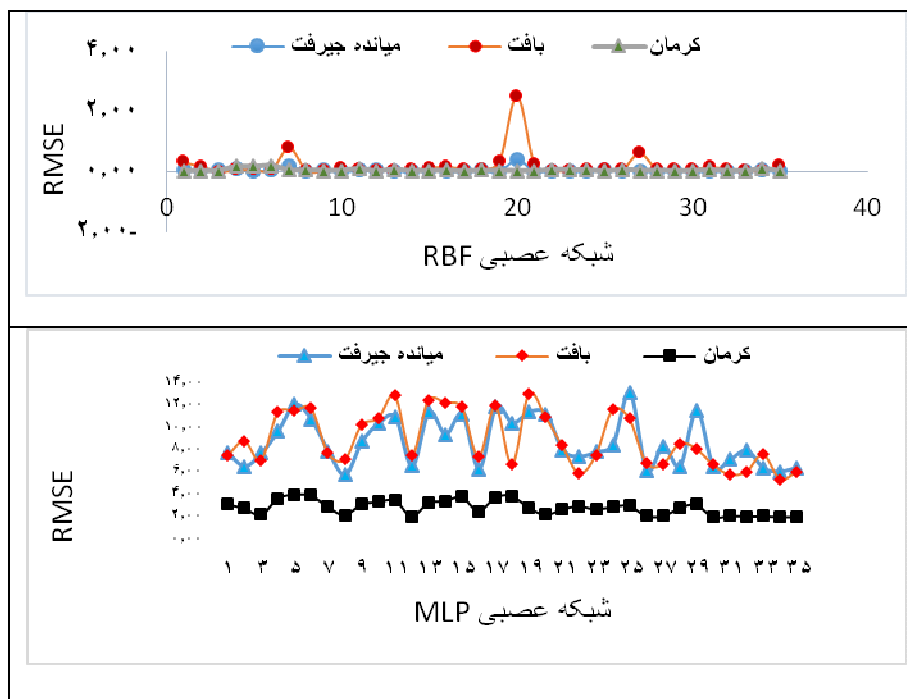 میانده جیرفت بافت کرمان
۴,۰۰
۲,۰۰
۰,۰۰
۲,۰۰-
RMSE
0 10 20 30 40
شبکه عصبی RBF
میانده جیرفت بافت کرمان
۱۴,۰۰
۱۲,۰۰
۱۰,۰۰
۸,۰۰
۶,۰۰
۴,۰۰
۲,۰۰
۰,۰۰
RMSE
۱ ۳ ۵ ۷ ۹ ۱۱ ۱۳ ۱۵ ۱۷ ۱۹ ۲۱ ۲۳ ۲۵ ۲۷ ۲۹ ۳۱ ۳۳ ۳۵
شبکه عصبی MLP